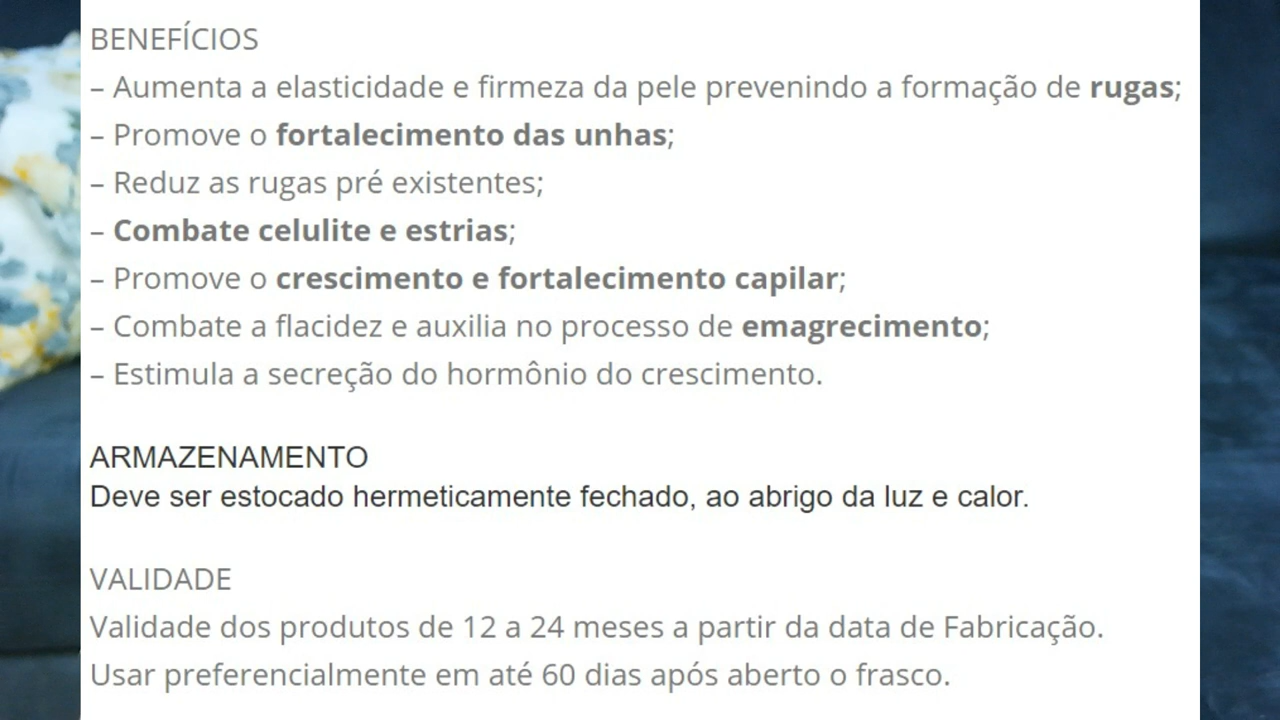 BENEFÍCIOS
– Aumenta a elasticidade e firmeza da pele prevenindo a formação de rugas;
– Promove o fortalecimento das unhas;
– Reduz as rugas pré existentes;
– Combate celulite e estrias;
– Promove o crescimento e fortalecimento capilar;
– Combate a flacidez e auxilia no processo de emagrecimento;
– Estimula a secreção do hormônio do crescimento.
ARMAZENAMENTO
Deve ser estocado hermeticamente fechado, ao abrigo da luz e calor.
VALIDADE
Validade dos produtos de 12 a 24 meses a partir da data de Fabricação.
Usar preferencialmente em até 60 dias após aberto o frasco.